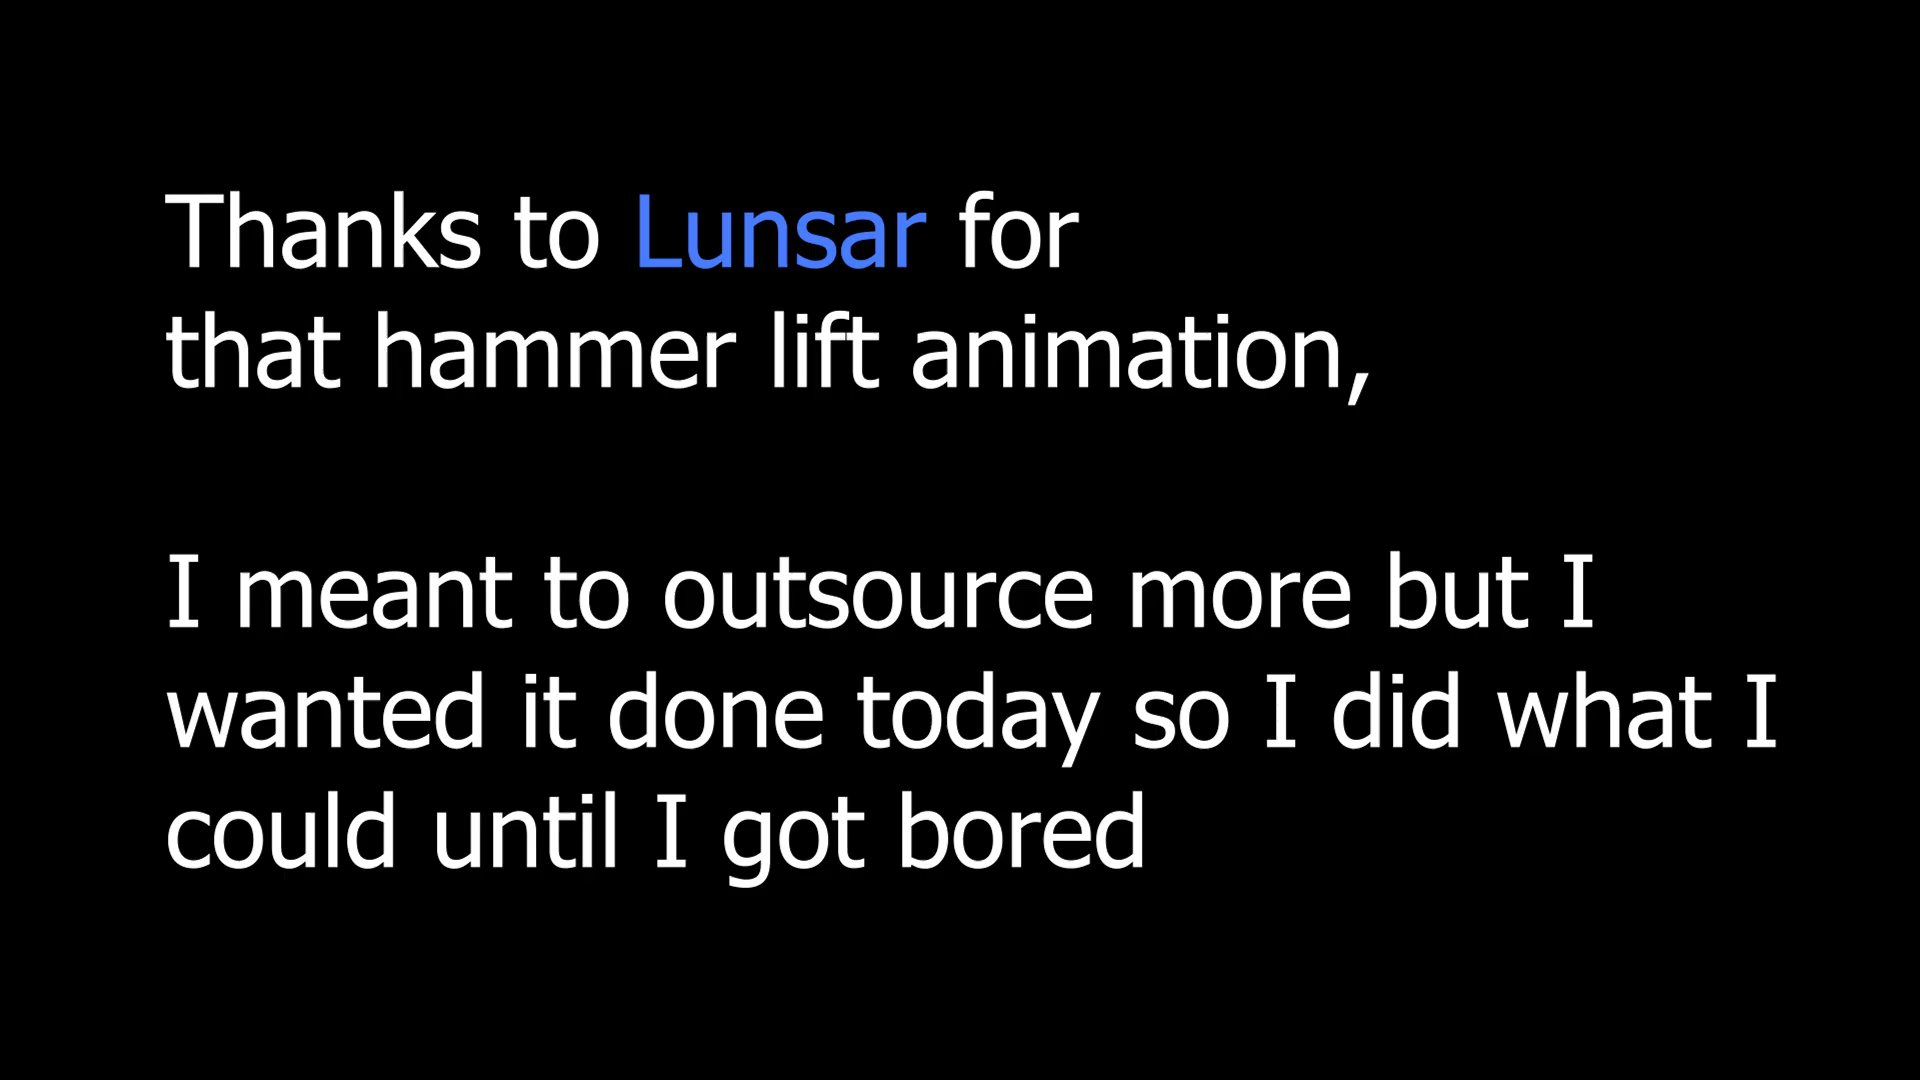 Thanks to Lunsar for
that hammer lift animation,
I meant to outsource more but I
wanted it done today so I did what I
could until I got bored